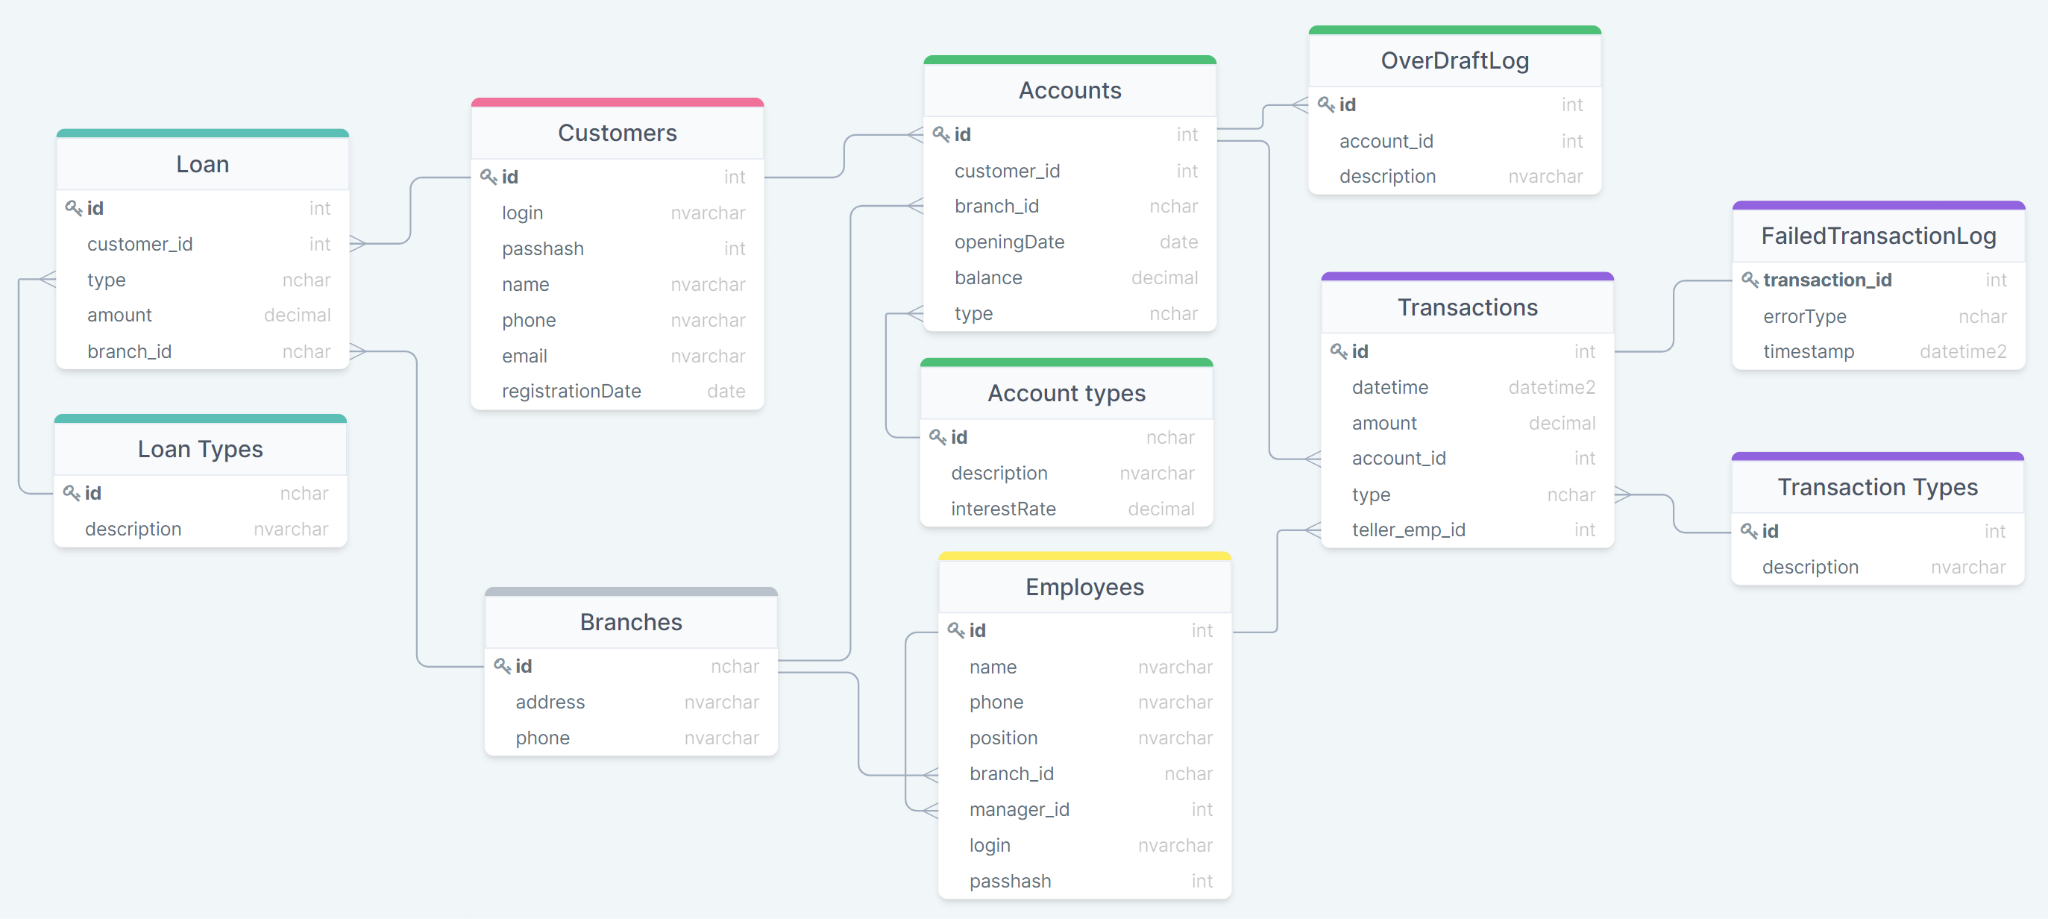 Loan
id int
customer_id int
type nchar
amount decimal
branch_id nchar
Loan Types
id nchar
description nvarchar
Customers
id int
login nvarchar
passhash int
name nvarchar
phone nvarchar
email nvarchar
registrationDate date
Branches
id nchar
address nvarchar
phone nvarchar
Accounts
id int
customer_id int
branch_id nchar
openingDate date
balance decimal
type nchar
Account types
id nchar
description nvarchar
interestRate decimal
Employees
id int
name nvarchar
phone nvarchar
position nvarchar
branch_id nchar
manager_id int
login nvarchar
passhash int
OverDraftLog
id int
account_id int
description nvarchar
Transactions
id int
datetime datetime2
amount decimal
account_id int
type nchar
teller_emp_id int
FailedTransactionLog
transaction_id int
errorType nchar
timestamp datetime2
Transaction Types
id int
description nvarchar